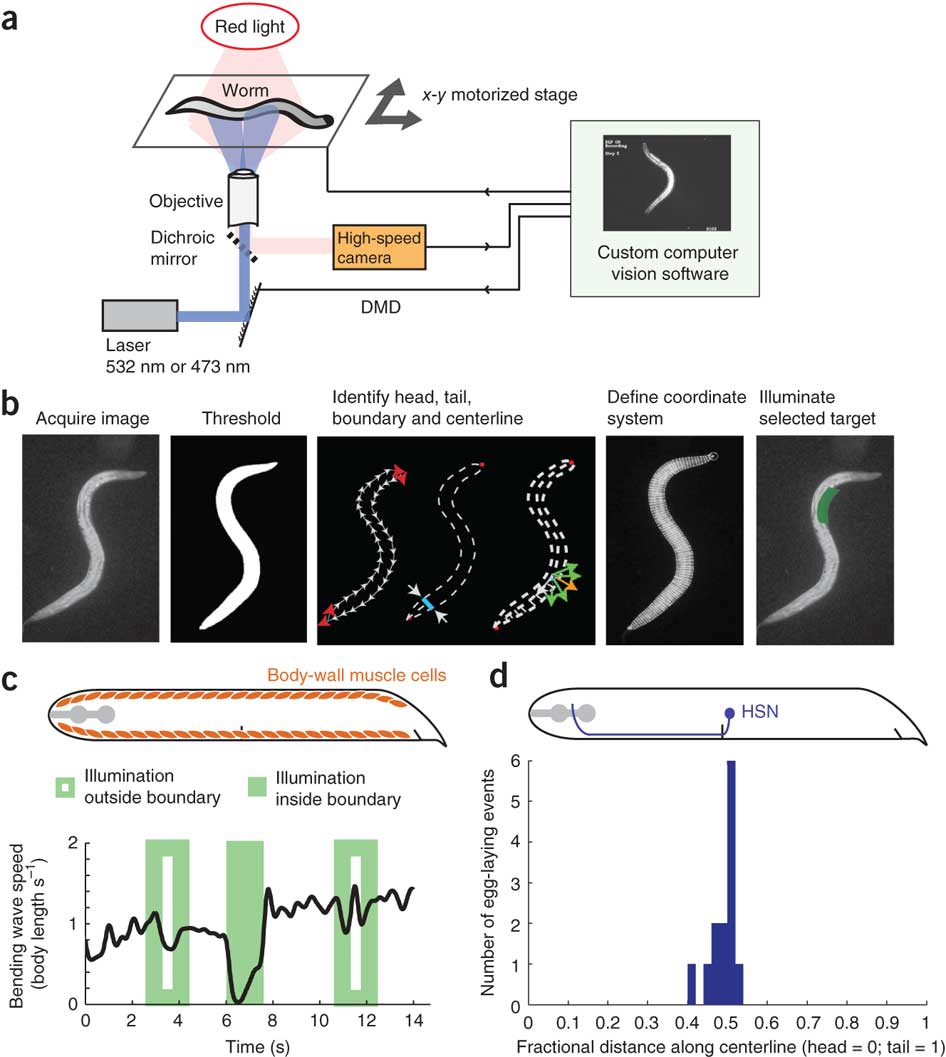 a
Red light
Worm
x-y motorized stage
Objective
Dichroic
mirror
High-speed
camera
Custom computer
vision software
DMD
Laser
532 nm or 473 nm
b
Acquire image
Threshold
Identify head, tail,
boundary and centerline
Define coordinate
system
Illuminate
selected target
c
Body-wall muscle cells
Illumination
outside boundary
Illumination
inside boundary
Bending wave speed
(body length s–1)
2
1
0
0 2 4 6 8 10 12 14
Time (s)
d
HSN
Number of egg-laying events
6
5
4
3
2
1
0
0 0.1 0.2 0.3 0.4 0.5 0.6 0.7 0.8 0.9 1
Fractional distance along centerline (head = 0; tail = 1)